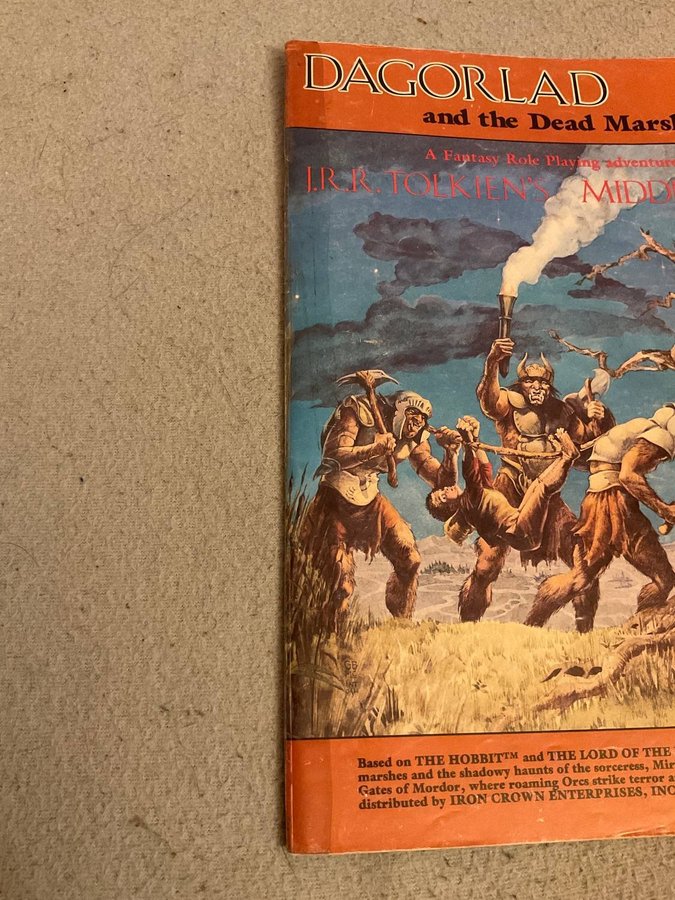 DAGORLAD
and the Dead Marsh
A Fantasy Role Playing adventure
J.R.R. TOLKIEN'S MIDD
Based on THE HOBBIT™ and THE LORD OF THE
marshes and the shadowy haunts of the sorceress, Mir
Gates of Mordor, where roaming Orcs strike terror a
distributed by IRON CROWN ENTERPRISES, INC